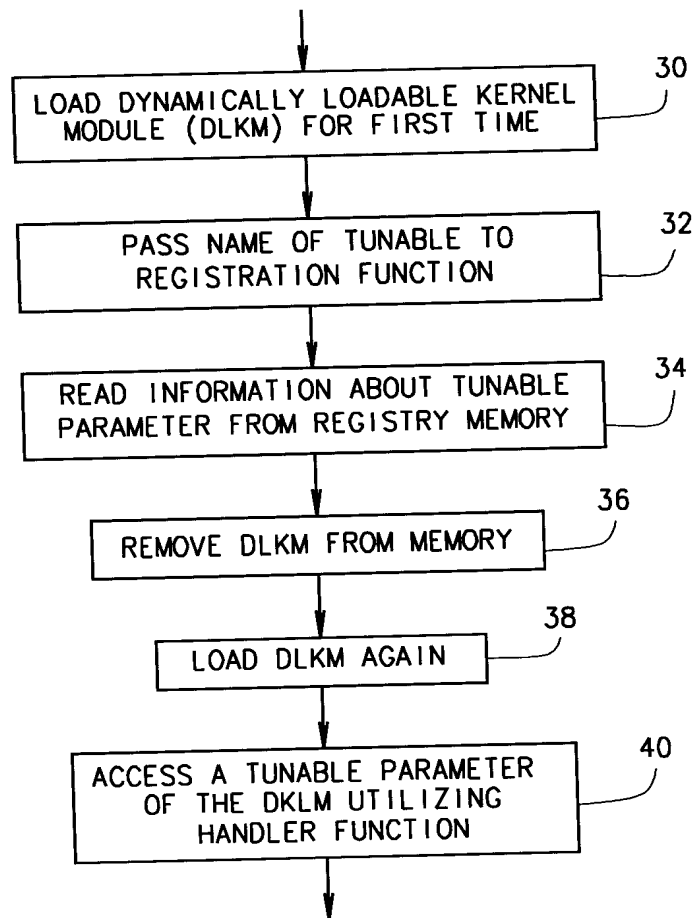 LOAD DYNAMICALLY LOADABLE KERNEL
MODULE (DLKM) FOR FIRST TIME
30
PASS NAME OF TUNABLE TO
REGISTRATION FUNCTION
32
READ INFORMATION ABOUT TUNABLE
PARAMETER FROM REGISTRY MEMORY
34
REMOVE DLKM FROM MEMORY
36
LOAD DLKM AGAIN
38
ACCESS A TUNABLE PARAMETER
OF THE DKLM UTILIZING
HANDLER FUNCTION
40